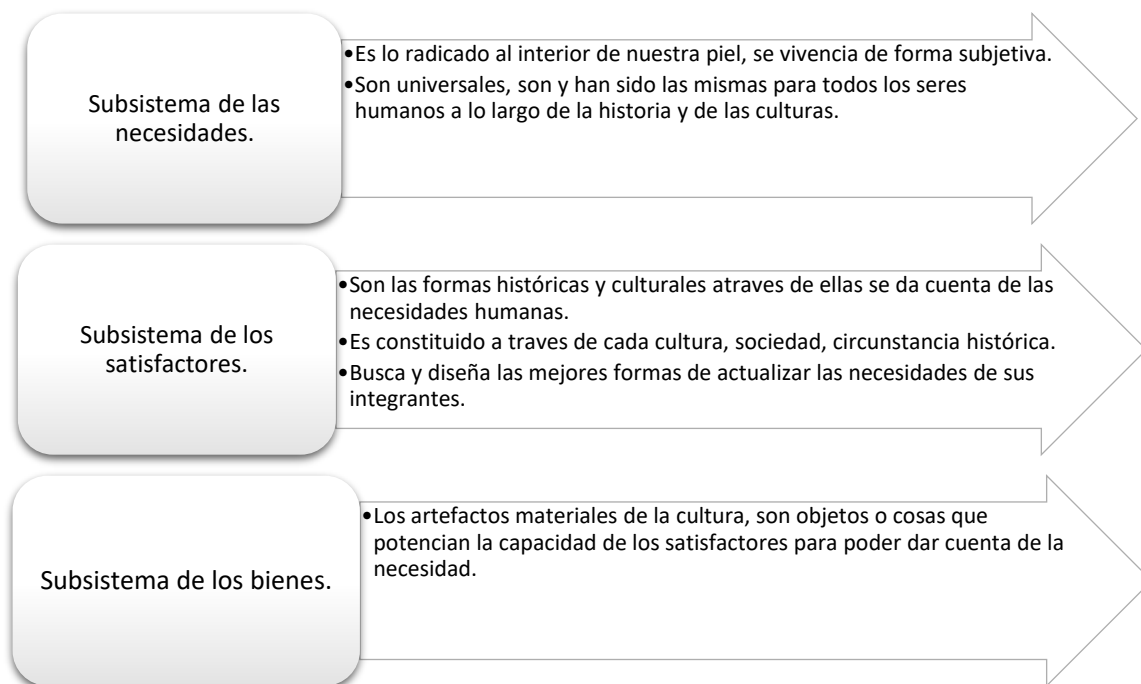 Subsistema de las
necesidades.
•Es lo radicado al interior de nuestra piel, se vivencia de forma subjetiva.
•Son universales, son y han sido las mismas para todos los seres
humanos a lo largo de la historia y de las culturas.
Subsistema de los
satisfactores.
•Son las formas históricas y culturales atraves de ellas se da cuenta de las
necesidades humanas.
•Es constituido a traves de cada cultura, sociedad, circunstancia histórica.
•Busca y diseña las mejores formas de actualizar las necesidades de sus
integrantes.
Subsistema de los bienes.
•Los artefactos materiales de la cultura, son objetos o cosas que
potencian la capacidad de los satisfactores para poder dar cuenta de la
necesidad.